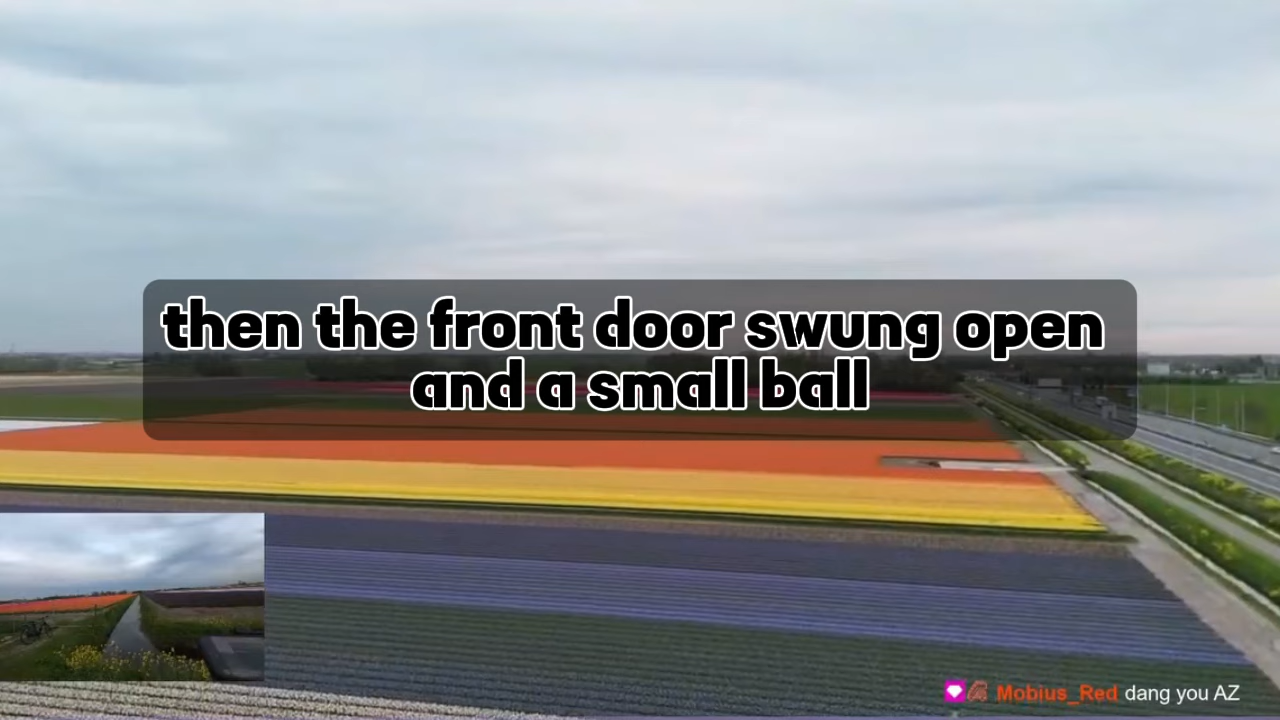 then the front door swung open
and a small ball
Mobius_Red dang you AZ